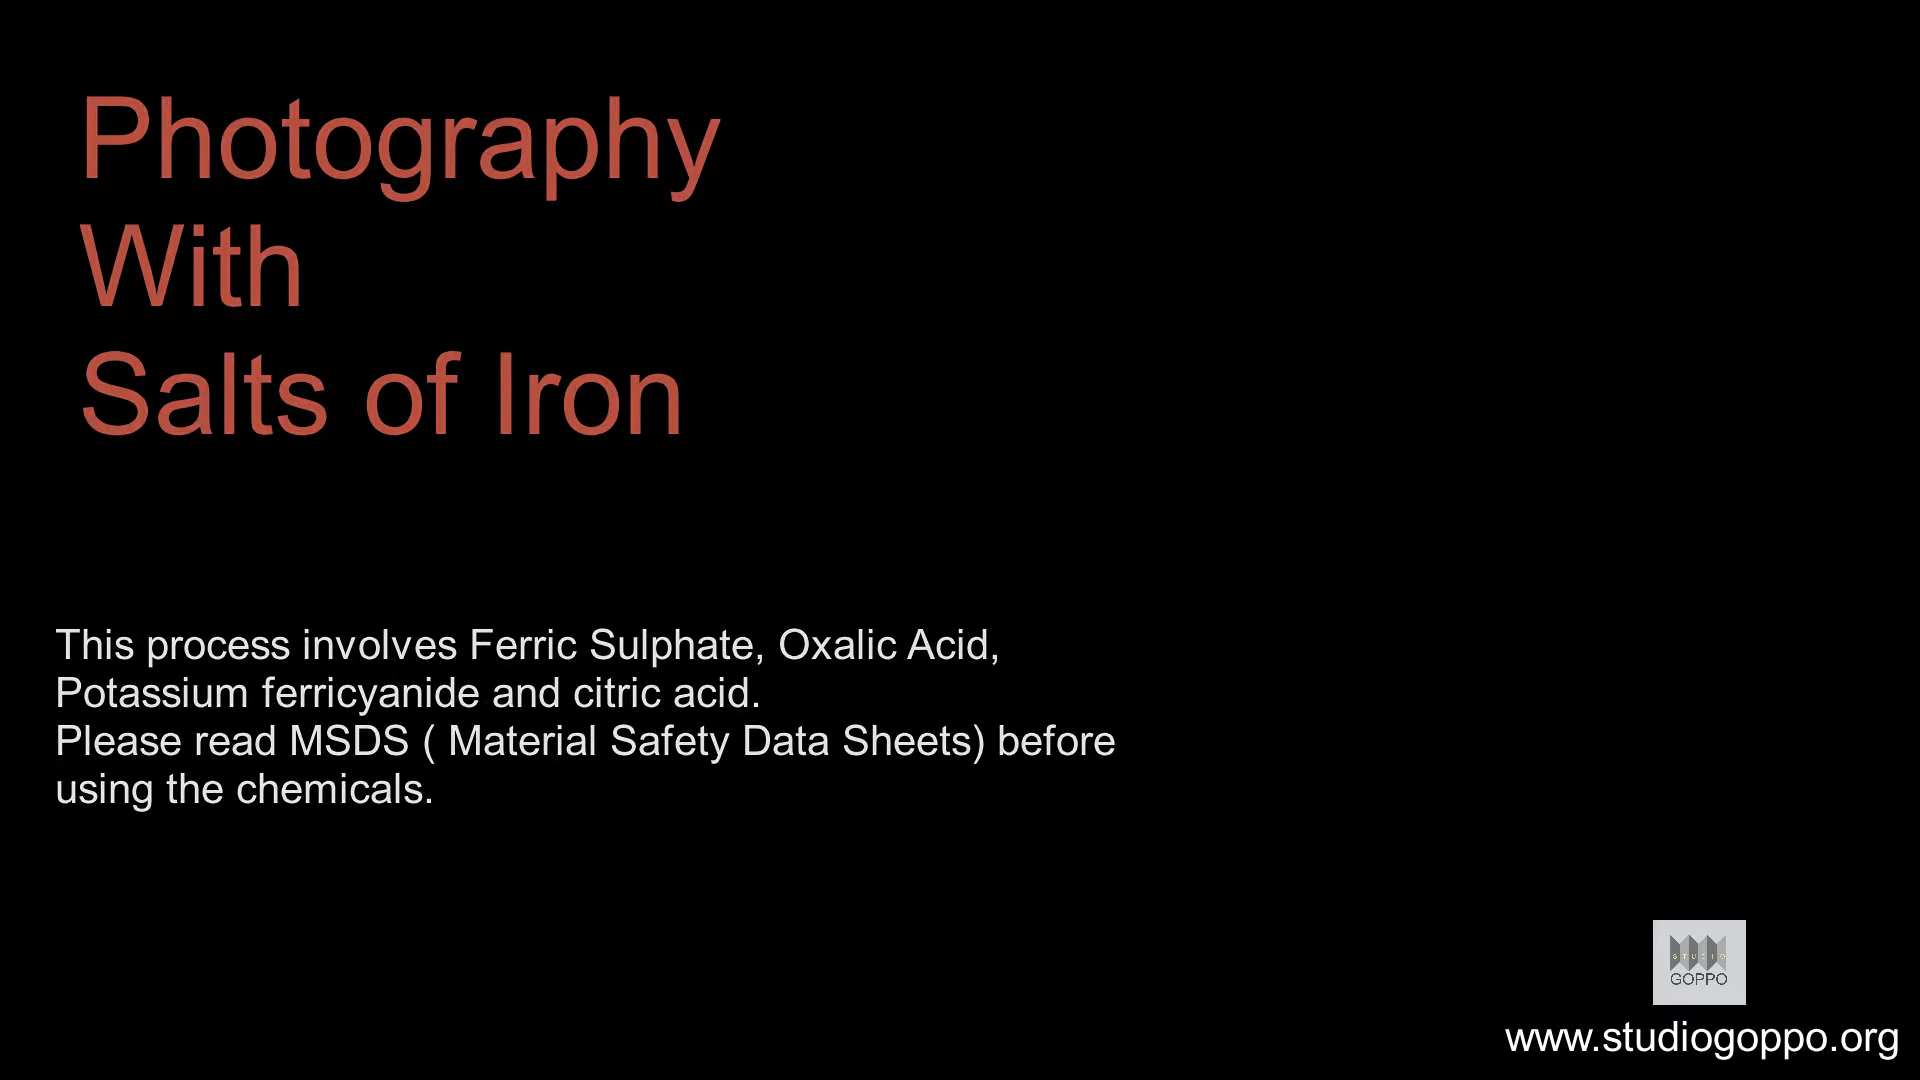 Photography
With
Salts of Iron
This process involves Ferric Sulphate, Oxalic Acid,
Potassium ferricyanide and citric acid.
Please read MSDS ( Material Safety Data Sheets) before
using the chemicals.
STUDIO
GOPPO
www.studiogoppo.org